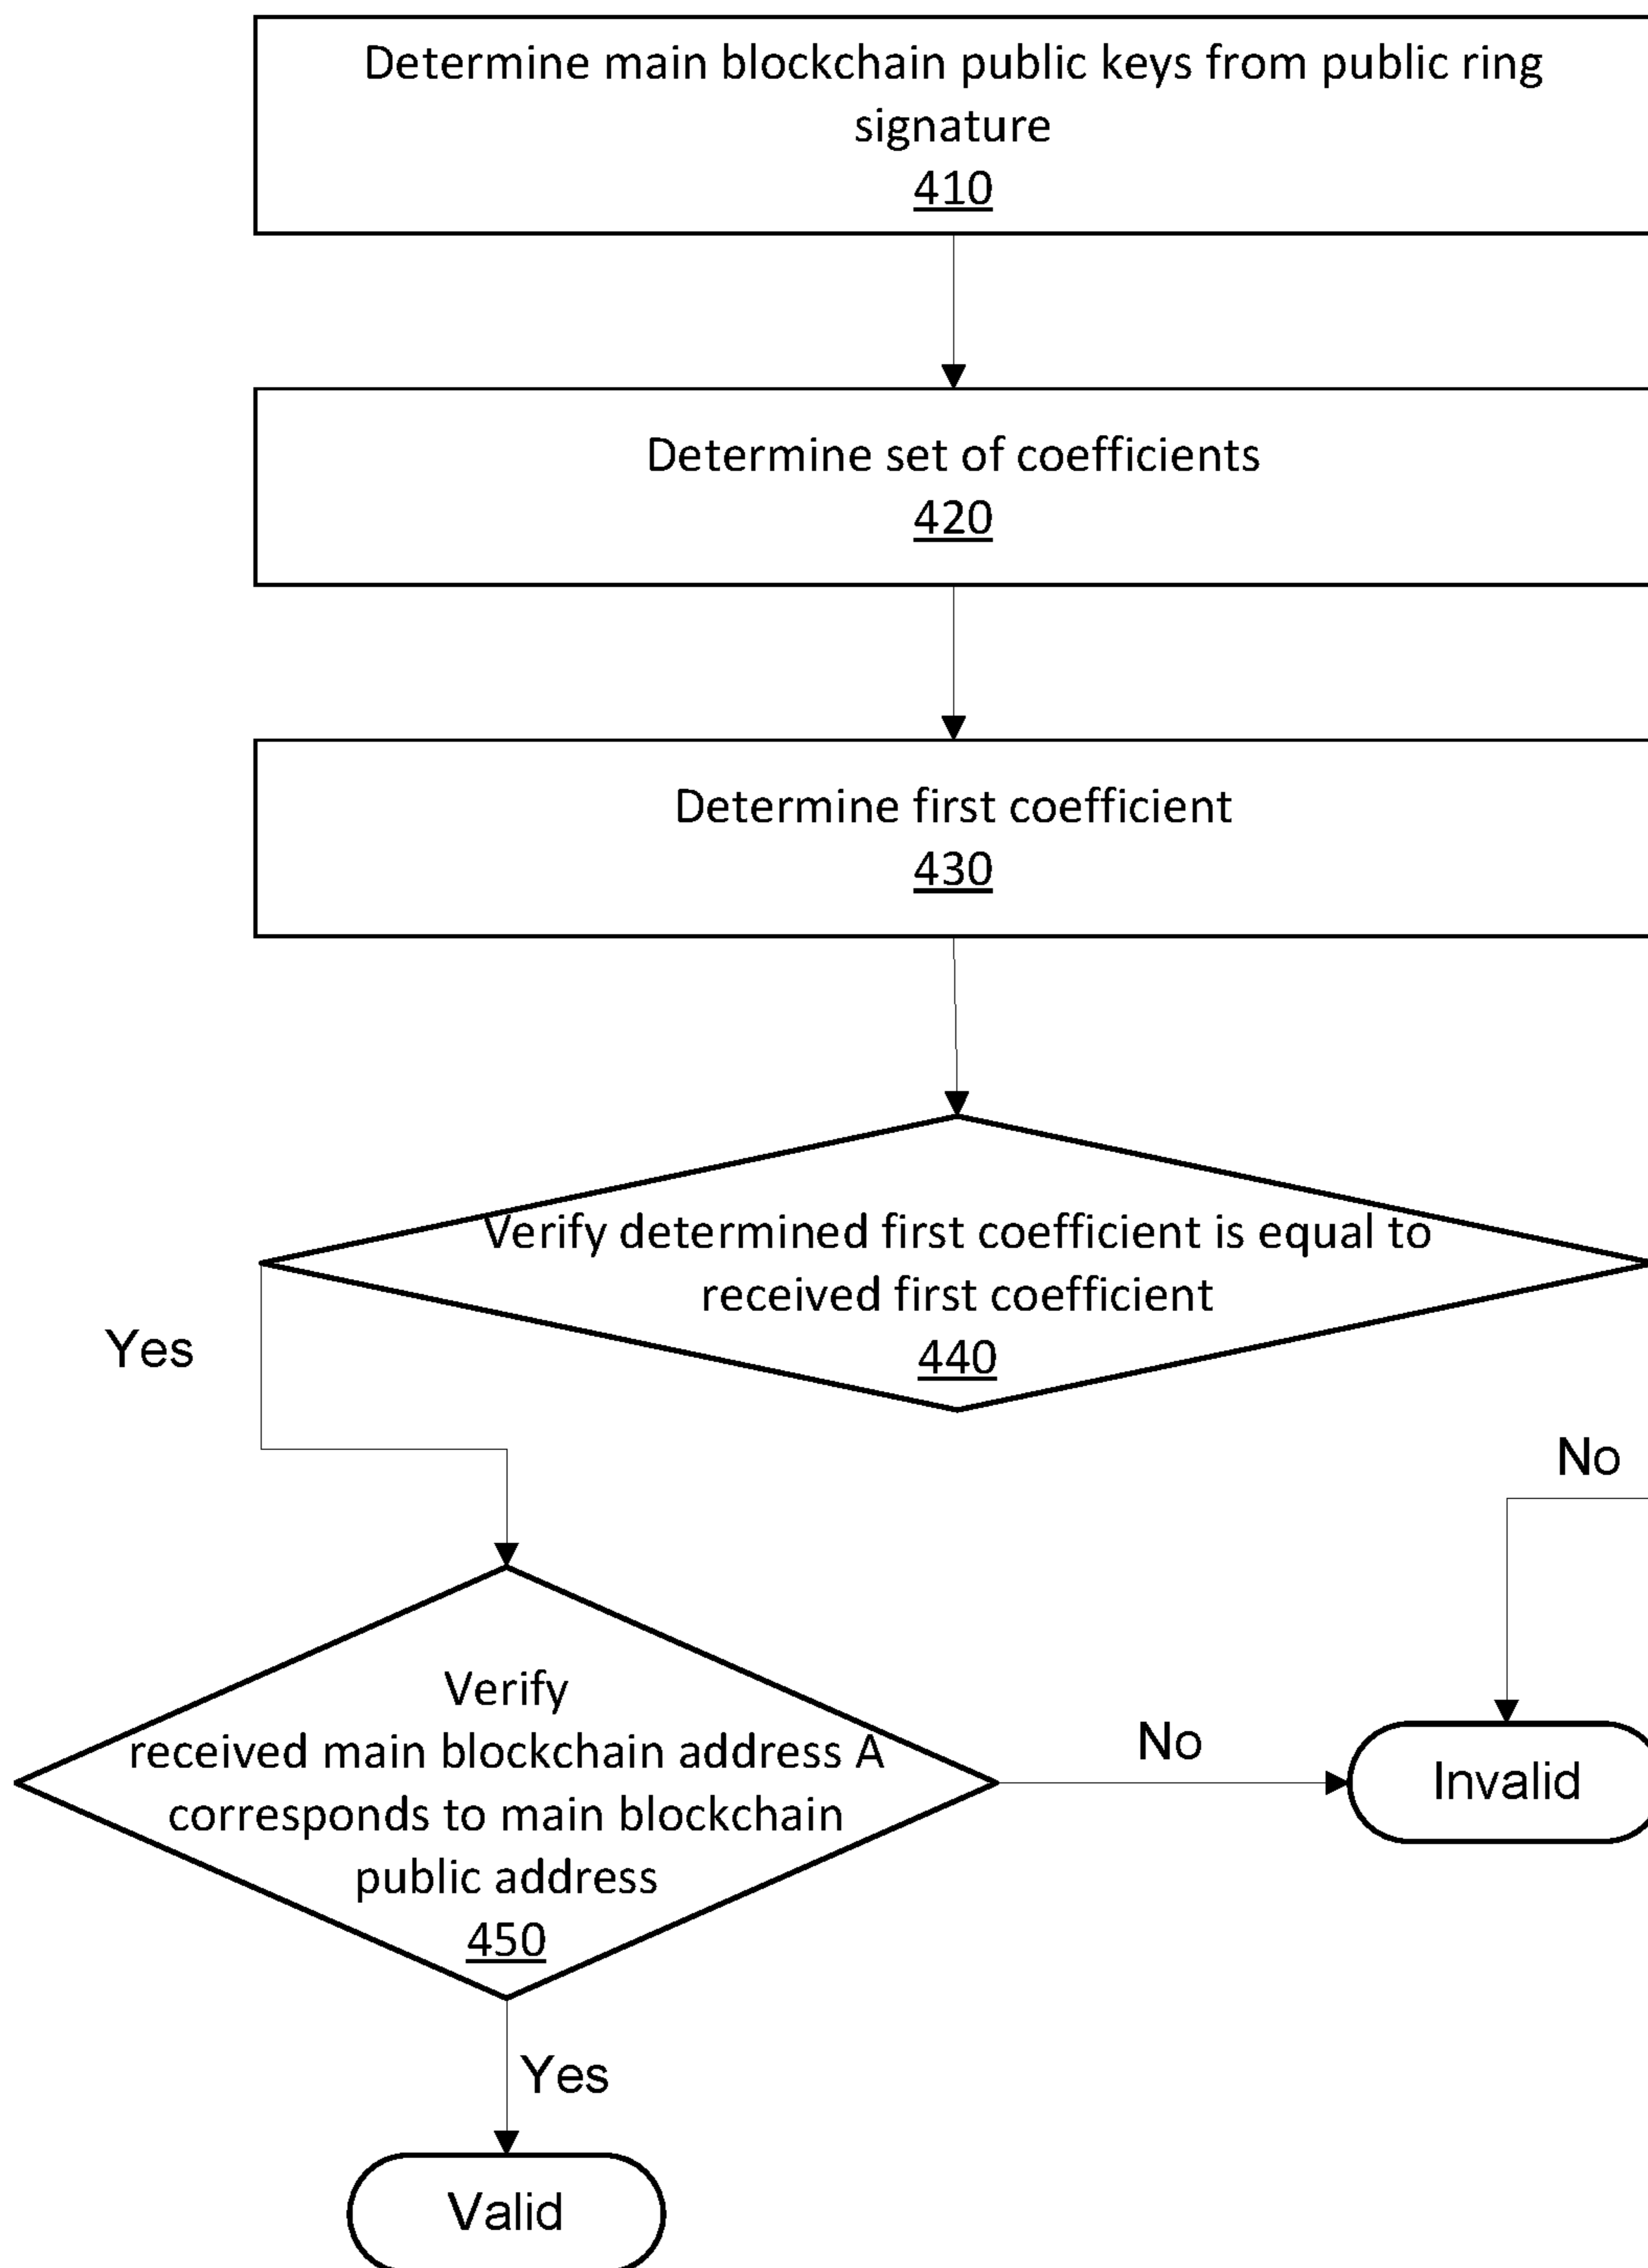 Determine main blockchain public keys from public ring
signature
410
Determine set of coefficients
420
Determine first coefficient
430
Verify determined first coefficient is equal to
received first coefficient
440
Yes
No
Verify
received main blockchain address A
corresponds to main blockchain
public address
450
No
Invalid
Yes
Valid